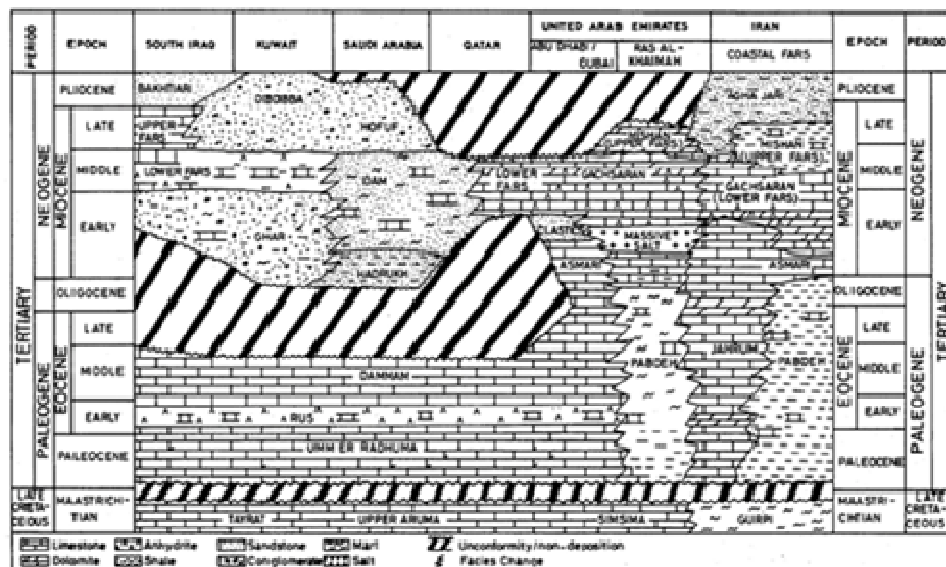 PERIOD EPOCH SOUTH IRAQ KUWAIT SAUDI ARABIA QATAR UNITED ARAB EMIRATES IRAN EPOCH PERIOD
ABU DHABI / DUBAI RAS AL-KHAIMAH COASTAL FARS
PLIOCENE BAKHTIARI DIBDIBBA AGHA JARI PLIOCENE
LATE UPPER FARS HOFUF MISHAN (UPPER FARS) MISHAN (UPPER FARS) LATE
MIDDLE LOWER FARS DAM LOWER FARS GACHSARAN GACHSARAN (LOWER FARS) MIDDLE
NEOGENE MIOCENE MIOCENE NEOGENE
EARLY GHAR CLASTICS MASSIVE SALT EARLY
HADRUKH ASMARI ASMARI
OLIGOCENE OLIGOCENE
TERTIARY TERTIARY
LATE JAHRUM LATE
MIDDLE DAMMAM PABDEH PABDEH MIDDLE
PALEOGENE EOCENE EOCENE PALEOGENE
EARLY RUS EARLY
PALEOCENE UMM ER RADHUMA PALEOCENE
LATE CRETACEOUS MAASTRICHTIAN TAYRAT UPPER ARUMA SIMSIMA GURPI MAASTRICHTIAN LATE CRETACEOUS
Limestone Anhydrite Sandstone Marl Unconformity/non-deposition
Dolomite Shale Conglomerate Salt Facies Change